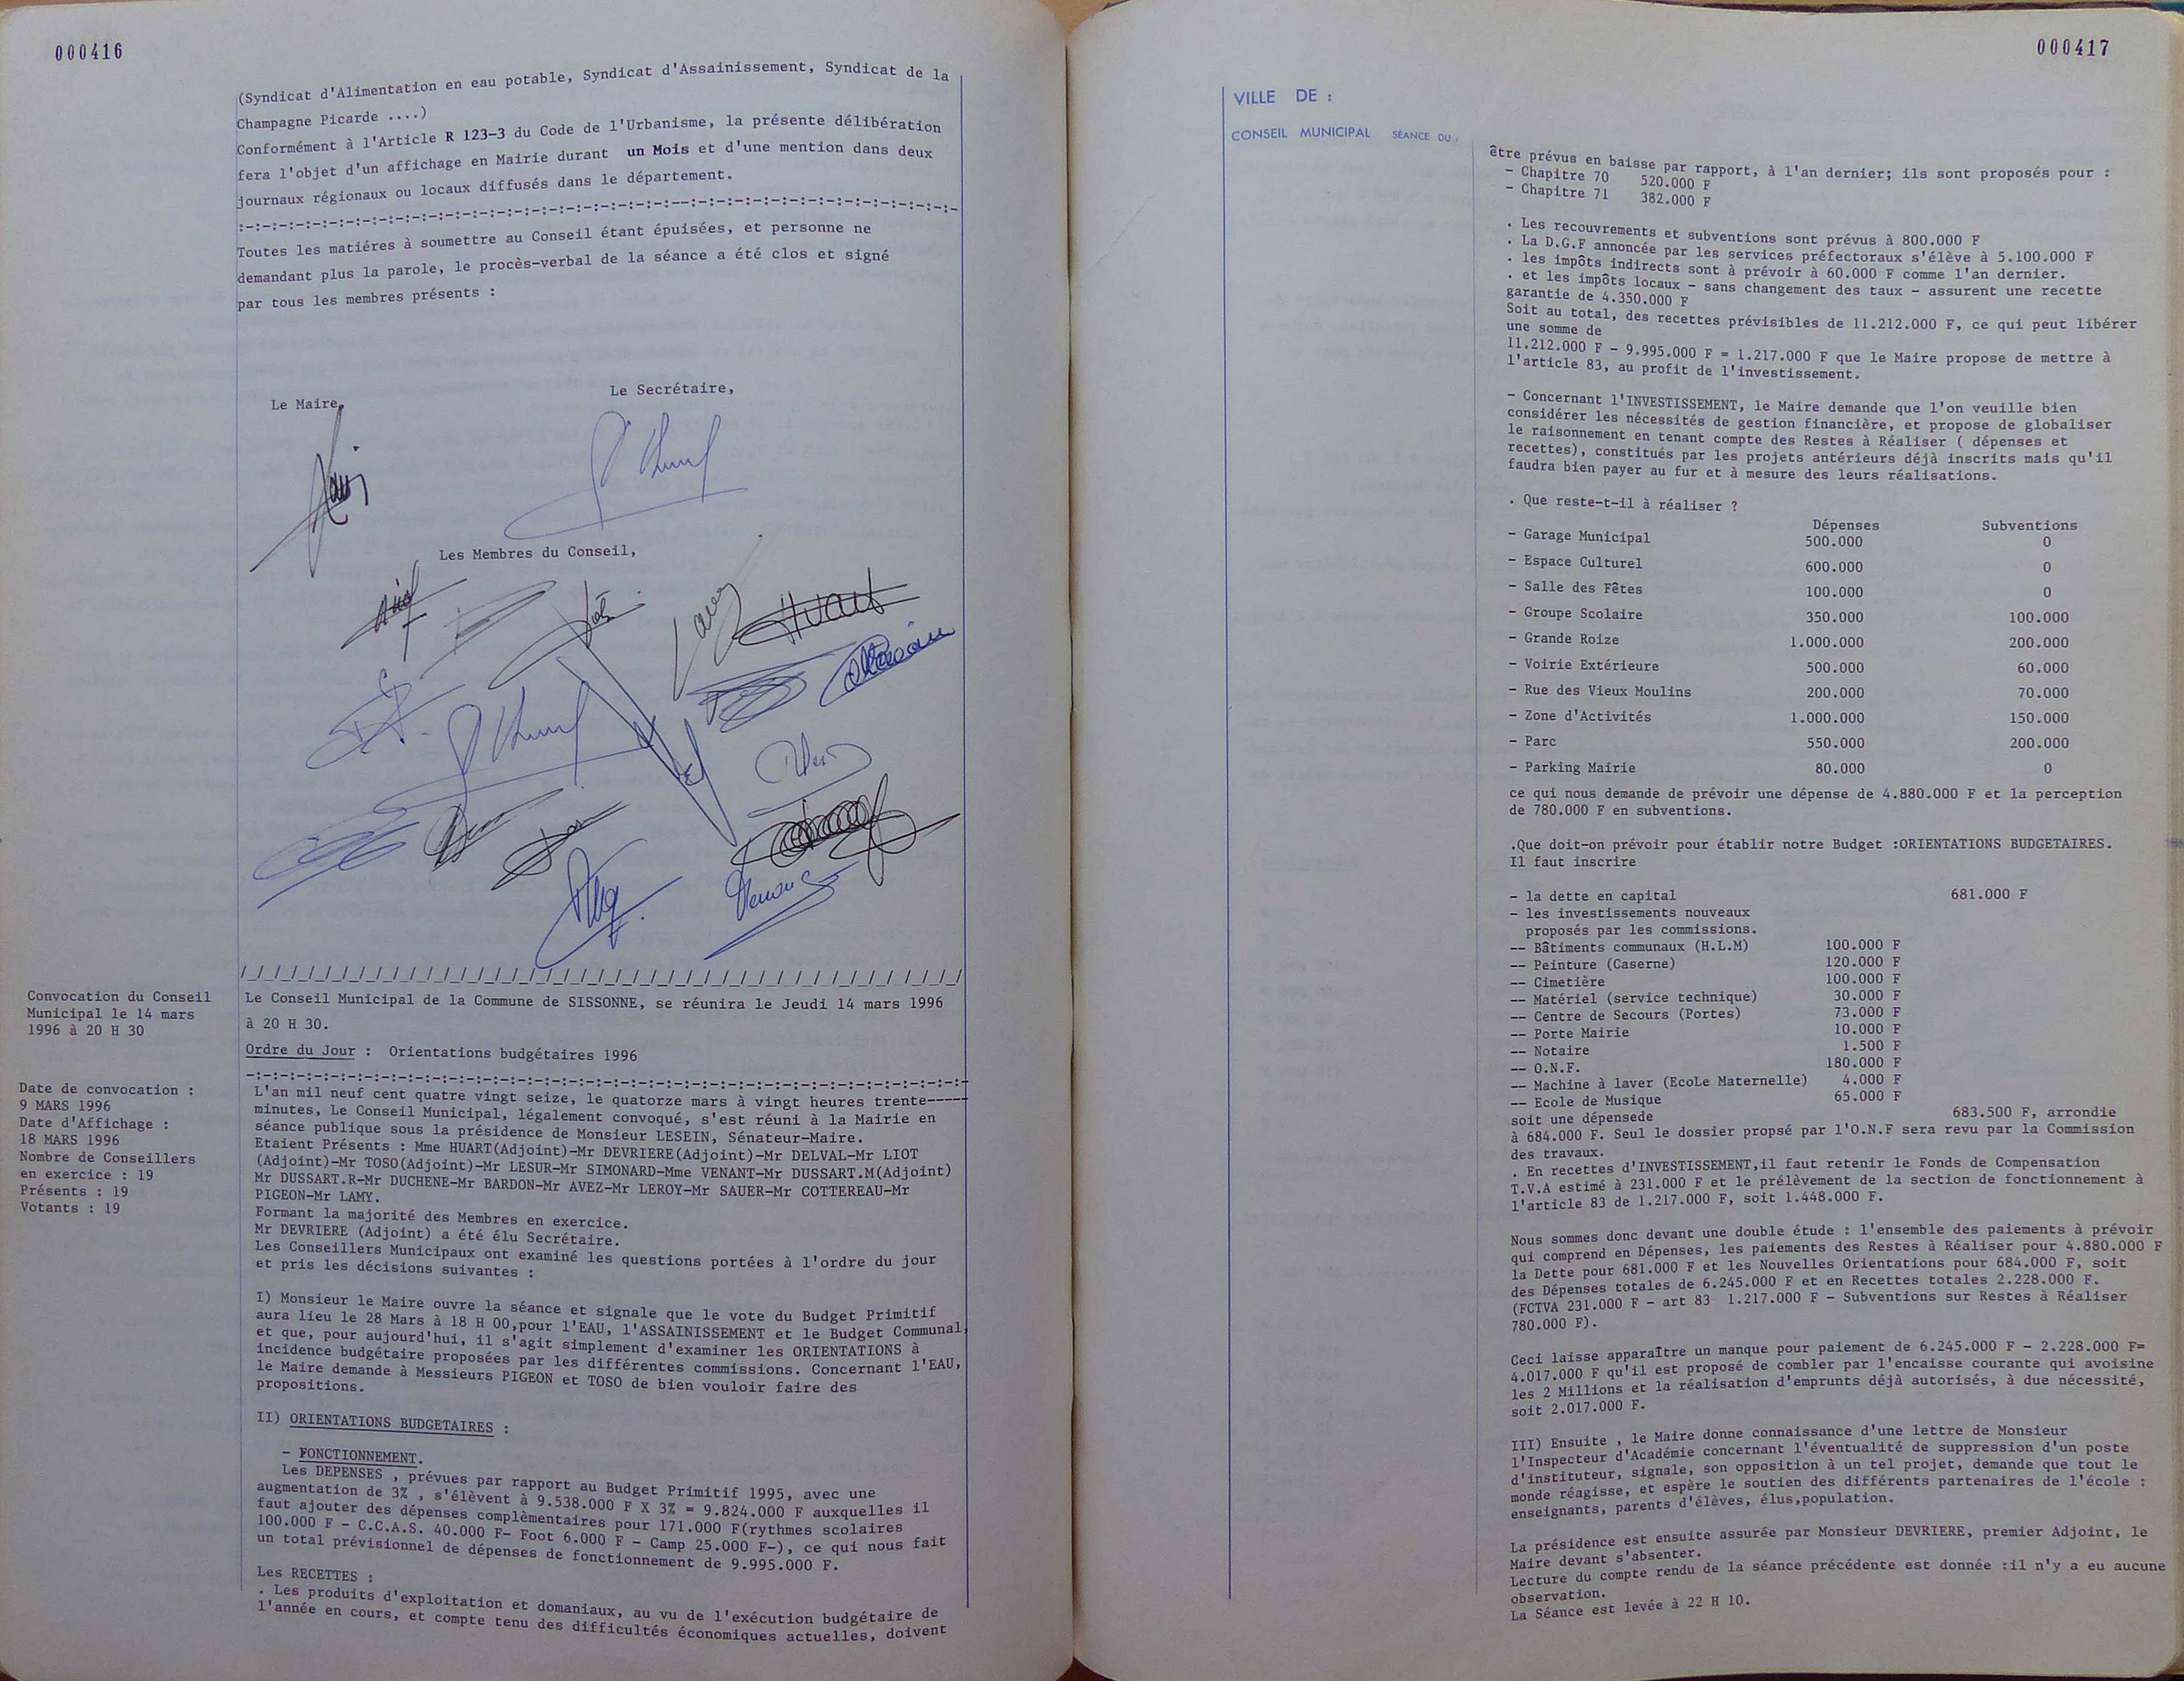 000416
(Syndicat d'Alimentation en eau potable, Syndicat d'Assainissement, Syndicat de la
Champagne Picarde ....)
Conformément à l'Article R 123-3 du Code de l'Urbanisme, la présente délibération
fera l'objet d'un affichage en Mairie durant un Mois et d'une mention dans deux
journaux régionaux ou locaux diffusés dans le département.
:-:-:-:-:-:-:-:-:-:-:-:-:-:-:-:-:-:-:-:-:-:-:-:-:-:-:--:-:-:-:-:-:-:-:-:-:-:-:-:-:-:-
Toutes les matiéres à soumettre au Conseil étant épuisées, et personne ne
demandant plus la parole, le procès-verbal de la séance a été clos et signé
par tous les membres présents :
Le Maire,
Le Secrétaire,
Les Membres du Conseil,
Huart
/_/_/_/_/_/_/_/_/_/_/_/_/_/_/_/_/_/_/_/_/_/_/_/_/_/_/_/_/_/_/_/_/_/_/_/_/_/_/_/_/_/_/
Convocation du Conseil
Municipal le 14 mars
1996 à 20 H 30
Le Conseil Municipal de la Commune de SISSONNE, se réunira le Jeudi 14 mars 1996
à 20 H 30.
Ordre du Jour : Orientations budgétaires 1996
-:-:-:-:-:-:-:-:-:-:-:-:-:-:-:-:-:-:-:-:-:-:-:-:-:-:-:-:-:-:-:-:-:-:-:-:-:-:-:-:-:-:-
Date de convocation :
9 MARS 1996
Date d'Affichage :
18 MARS 1996
Nombre de Conseillers
en exercice : 19
Présents : 19
Votants : 19
L'an mil neuf cent quatre vingt seize, le quatorze mars à vingt heures trente-----
minutes, Le Conseil Municipal, légalement convoqué, s'est réuni à la Mairie en
séance publique sous la présidence de Monsieur LESEIN, Sénateur-Maire.
Etaient Présents : Mme HUART(Adjoint)-Mr DEVRIERE(Adjoint)-Mr DELVAL-Mr LIOT
(Adjoint)-Mr TOSO(Adjoint)-Mr LESUR-Mr SIMONARD-Mme VENANT-Mr DUSSART.M(Adjoint)
Mr DUSSART.R-Mr DUCHENE-Mr BARDON-Mr AVEZ-Mr LEROY-Mr SAUER-Mr COTTEREAU-Mr
PIGEON-Mr LAMY.
Formant la majorité des Membres en exercice.
Mr DEVRIERE (Adjoint) a été élu Secrétaire.
Les Conseillers Municipaux ont examiné les questions portées à l'ordre du jour
et pris les décisions suivantes :
I) Monsieur le Maire ouvre la séance et signale que le vote du Budget Primitif
aura lieu le 28 Mars à 18 H 00,pour l'EAU, l'ASSAINISSEMENT et le Budget Communal,
et que, pour aujourd'hui, il s'agit simplement d'examiner les ORIENTATIONS à
incidence budgétaire proposées par les différentes commissions. Concernant l'EAU,
le Maire demande à Messieurs PIGEON et TOSO de bien vouloir faire des
propositions.
II) ORIENTATIONS BUDGETAIRES :
- FONCTIONNEMENT.
Les DEPENSES , prévues par rapport au Budget Primitif 1995, avec une
augmentation de 3% , s'élèvent à 9.538.000 F X 3% = 9.824.000 F auxquelles il
faut ajouter des dépenses complèmentaires pour 171.000 F(rythmes scolaires
100.000 F - C.C.A.S. 40.000 F- Foot 6.000 F - Camp 25.000 F-), ce qui nous fait
un total prévisionnel de dépenses de fonctionnement de 9.995.000 F.
Les RECETTES :
. Les produits d'exploitation et domaniaux, au vu de l'exécution budgétaire de
l'année en cours, et compte tenu des difficultés économiques actuelles, doivent
000417
VILLE DE :
CONSEIL MUNICIPAL SÉANCE DU :
être prévus en baisse par rapport, à l'an dernier; ils sont proposés pour :
- Chapitre 70 520.000 F
- Chapitre 71 382.000 F
. Les recouvrements et subventions sont prévus à 800.000 F
. La D.G.F annoncée par les services préfectoraux s'élève à 5.100.000 F
. les impôts indirects sont à prévoir à 60.000 F comme l'an dernier.
. et les impôts locaux - sans changement des taux - assurent une recette
garantie de 4.350.000 F
Soit au total, des recettes prévisibles de 11.212.000 F, ce qui peut libérer
une somme de
11.212.000 F - 9.995.000 F = 1.217.000 F que le Maire propose de mettre à
l'article 83, au profit de l'investissement.
- Concernant l'INVESTISSEMENT, le Maire demande que l'on veuille bien
considérer les nécessités de gestion financière, et propose de globaliser
le raisonnement en tenant compte des Restes à Réaliser ( dépenses et
recettes), constitués par les projets antérieurs déjà inscrits mais qu'il
faudra bien payer au fur et à mesure des leurs réalisations.
. Que reste-t-il à réaliser ?
Dépenses Subventions
- Garage Municipal 500.000 0
- Espace Culturel 600.000 0
- Salle des Fêtes 100.000 0
- Groupe Scolaire 350.000 100.000
- Grande Roize 1.000.000 200.000
- Voirie Extérieure 500.000 60.000
- Rue des Vieux Moulins 200.000 70.000
- Zone d'Activités 1.000.000 150.000
- Parc 550.000 200.000
- Parking Mairie 80.000 0
ce qui nous demande de prévoir une dépense de 4.880.000 F et la perception
de 780.000 F en subventions.
.Que doit-on prévoir pour établir notre Budget :ORIENTATIONS BUDGETAIRES.
Il faut inscrire
- la dette en capital 681.000 F
- les investissements nouveaux
proposés par les commissions.
-- Bâtiments communaux (H.L.M) 100.000 F
-- Peinture (Caserne) 120.000 F
-- Cimetière 100.000 F
-- Matériel (service technique) 30.000 F
-- Centre de Secours (Portes) 73.000 F
-- Porte Mairie 10.000 F
-- Notaire 1.500 F
-- O.N.F. 180.000 F
-- Machine à laver (EcoLe Maternelle) 4.000 F
-- Ecole de Musique 65.000 F
soit une dépensede 683.500 F, arrondie
à 684.000 F. Seul le dossier propsé par l'O.N.F sera revu par la Commission
des travaux.
. En recettes d'INVESTISSEMENT,il faut retenir le Fonds de Compensation
T.V.A estimé à 231.000 F et le prélèvement de la section de fonctionnement à
l'article 83 de 1.217.000 F, soit 1.448.000 F.
Nous sommes donc devant une double étude : l'ensemble des paiements à prévoir
qui comprend en Dépenses, les paiements des Restes à Réaliser pour 4.880.000 F
la Dette pour 681.000 F et les Nouvelles Orientations pour 684.000 F, soit
des Dépenses totales de 6.245.000 F et en Recettes totales 2.228.000 F.
(FCTVA 231.000 F - art 83 1.217.000 F - Subventions sur Restes à Réaliser
780.000 F).
Ceci laisse apparaître un manque pour paiement de 6.245.000 F - 2.228.000 F=
4.017.000 F qu'il est proposé de combler par l'encaisse courante qui avoisine
les 2 Millions et la réalisation d'emprunts déjà autorisés, à due nécessité,
soit 2.017.000 F.
III) Ensuite , le Maire donne connaissance d'une lettre de Monsieur
l'Inspecteur d'Académie concernant l'éventualité de suppression d'un poste
d'instituteur, signale, son opposition à un tel projet, demande que tout le
monde réagisse, et espère le soutien des différents partenaires de l'école :
enseignants, parents d'élèves, élus,population.
La présidence est ensuite assurée par Monsieur DEVRIERE, premier Adjoint, le
Maire devant s'absenter.
Lecture du compte rendu de la séance précédente est donnée :il n'y a eu aucune
observation.
La Séance est levée à 22 H 10.